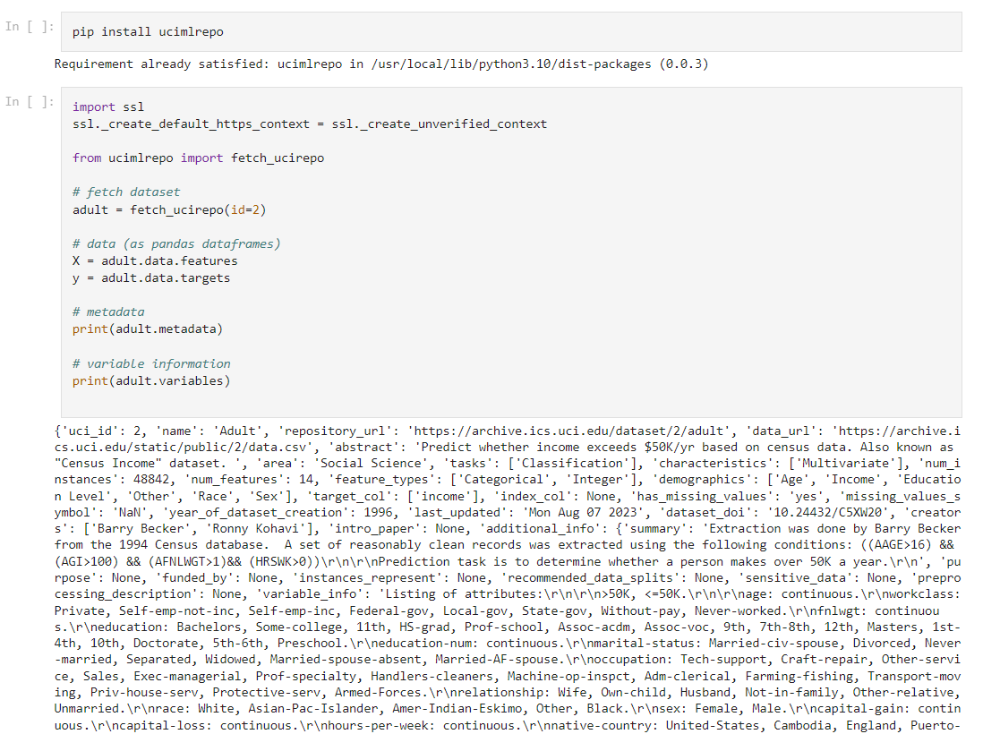 In [ ]:
pip install ucimlrepo
Requirement already satisfied: ucimlrepo in /usr/local/lib/python3.10/dist-packages (0.0.3)
In [ ]:
import ssl
ssl._create_default_https_context = ssl._create_unverified_context
from ucimlrepo import fetch_ucirepo
# fetch dataset
adult = fetch_ucirepo(id=2)
# data (as pandas dataframes)
X = adult.data.features
y = adult.data.targets
# metadata
print(adult.metadata)
# variable information
print(adult.variables)
{'uci_id': 2, 'name': 'Adult', 'repository_url': 'https://archive.ics.uci.edu/dataset/2/adult', 'data_url': 'https://archive.i
cs.uci.edu/static/public/2/data.csv', 'abstract': 'Predict whether income exceeds $50K/yr based on census data. Also known as
"Census Income" dataset. ', 'area': 'Social Science', 'tasks': ['Classification'], 'characteristics': ['Multivariate'], 'num_i
nstances': 48842, 'num_features': 14, 'feature_types': ['Categorical', 'Integer'], 'demographics': ['Age', 'Income', 'Educatio
n Level', 'Other', 'Race', 'Sex'], 'target_col': ['income'], 'index_col': None, 'has_missing_values': 'yes', 'missing_values_s
ymbol': 'NaN', 'year_of_dataset_creation': 1996, 'last_updated': 'Mon Aug 07 2023', 'dataset_doi': '10.24432/C5XW20', 'creator
s': ['Barry Becker', 'Ronny Kohavi'], 'intro_paper': None, 'additional_info': {'summary': 'Extraction was done by Barry Becker
from the 1994 Census database.  A set of reasonably clean records was extracted using the following conditions: ((AAGE>16) &&
(AGI>100) && (AFNLWGT>1)&& (HRSWK>0))\r\n\r\nPrediction task is to determine whether a person makes over 50K a year.\r\n', 'pu
rpose': None, 'funded_by': None, 'instances_represent': None, 'recommended_data_splits': None, 'sensitive_data': None, 'prepro
cessing_description': None, 'variable_info': 'Listing of attributes:\r\n\r\n>50K, <=50K.\r\n\r\nage: continuous.\r\nworkclass:
Private, Self-emp-not-inc, Self-emp-inc, Federal-gov, Local-gov, State-gov, Without-pay, Never-worked.\r\nfnlwgt: continuou
s.\r\neducation: Bachelors, Some-college, 11th, HS-grad, Prof-school, Assoc-acdm, Assoc-voc, 9th, 7th-8th, 12th, Masters, 1st-
4th, 10th, Doctorate, 5th-6th, Preschool.\r\neducation-num: continuous.\r\nmarital-status: Married-civ-spouse, Divorced, Never
-married, Separated, Widowed, Married-spouse-absent, Married-AF-spouse.\r\noccupation: Tech-support, Craft-repair, Other-servi
ce, Sales, Exec-managerial, Prof-specialty, Handlers-cleaners, Machine-op-inspct, Adm-clerical, Farming-fishing, Transport-mov
ing, Priv-house-serv, Protective-serv, Armed-Forces.\r\nrelationship: Wife, Own-child, Husband, Not-in-family, Other-relative,
Unmarried.\r\nrace: White, Asian-Pac-Islander, Amer-Indian-Eskimo, Other, Black.\r\nsex: Female, Male.\r\ncapital-gain: contin
uous.\r\ncapital-loss: continuous.\r\nhours-per-week: continuous.\r\nnative-country: United-States, Cambodia, England, Puerto-